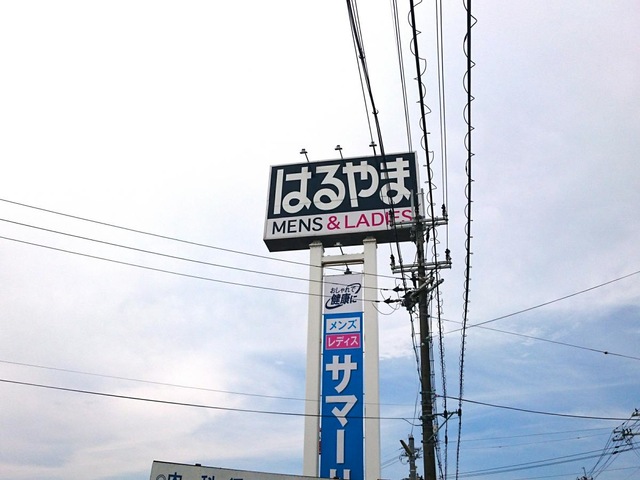 はるやま
MENS & LADIES
おしゃれで
健康に
メンズ
レディス
サマー